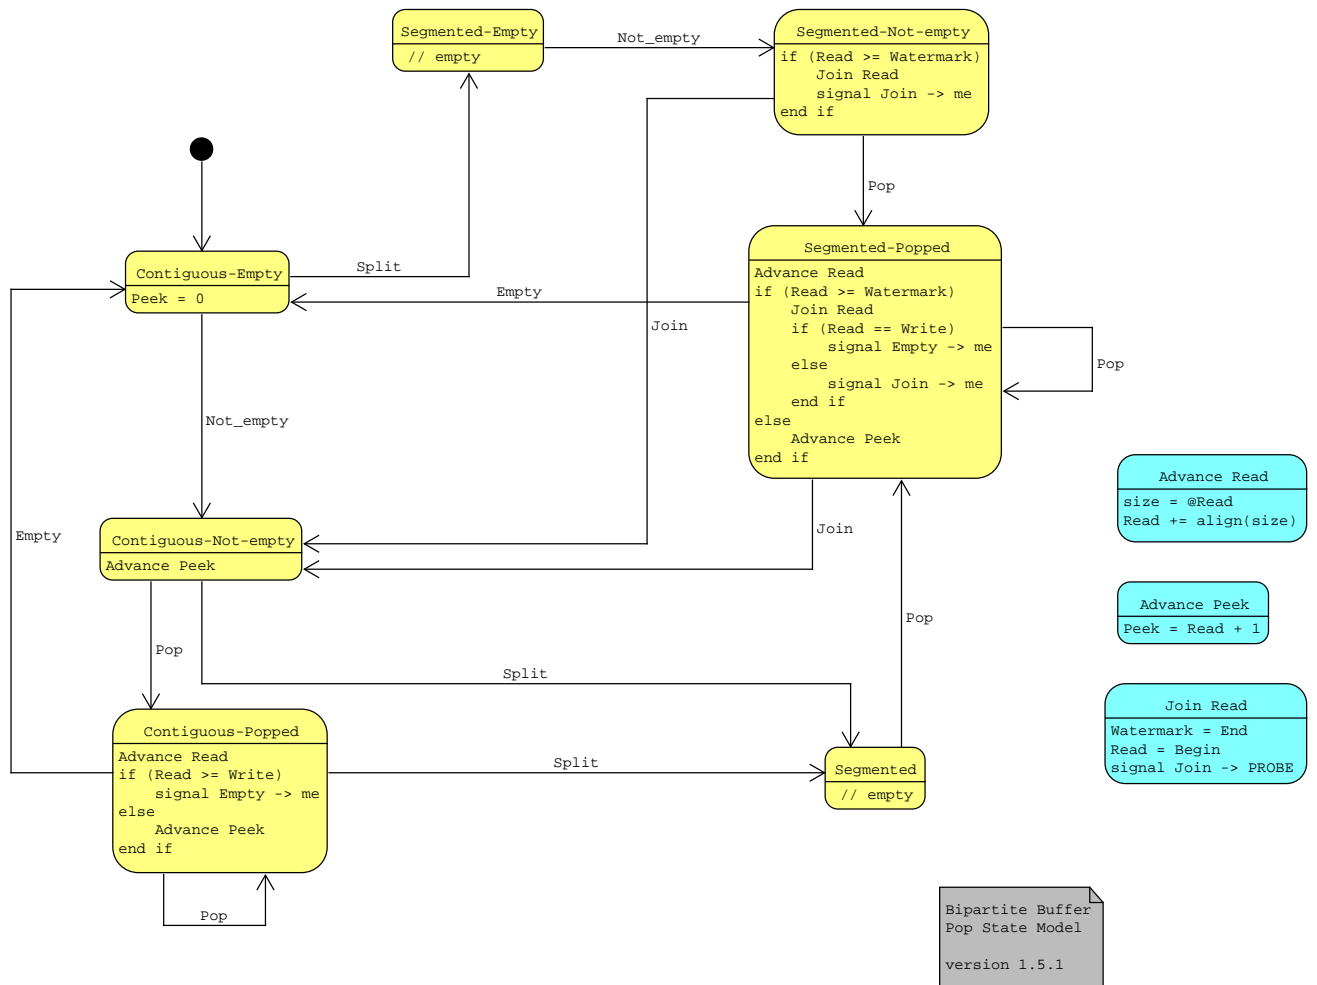 Segmented-Empty
// empty
Not_empty
Segmented-Not-empty
if (Read >= Watermark)
    Join Read
    signal Join -> me
end if
Pop
Contiguous-Empty
Peek = 0
Split
Empty
Join
Segmented-Popped
Advance Read
if (Read >= Watermark)
    Join Read
    if (Read == Write)
        signal Empty -> me
    else
        signal Join -> me
    end if
else
    Advance Peek
end if
Pop
Not_empty
Empty
Contiguous-Not-empty
Advance Peek
Join
Pop
Split
Pop
Contiguous-Popped
Advance Read
if (Read >= Write)
    signal Empty -> me
else
    Advance Peek
end if
Split
Pop
Segmented
// empty
Advance Read
size = @Read
Read += align(size)
Advance Peek
Peek = Read + 1
Join Read
Watermark = End
Read = Begin
signal Join -> PROBE
Bipartite Buffer
Pop State Model
version 1.5.1